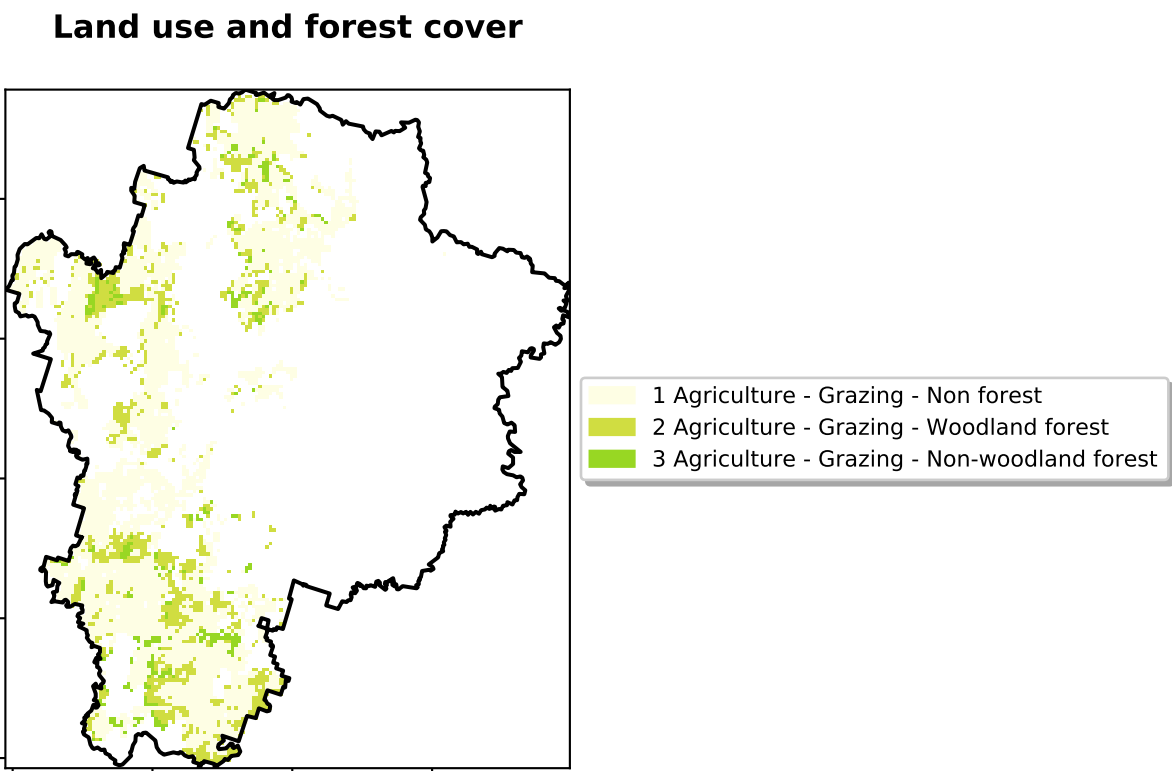 Land use and forest cover
1 Agriculture - Grazing - Non forest
2 Agriculture - Grazing - Woodland forest
3 Agriculture - Grazing - Non-woodland forest